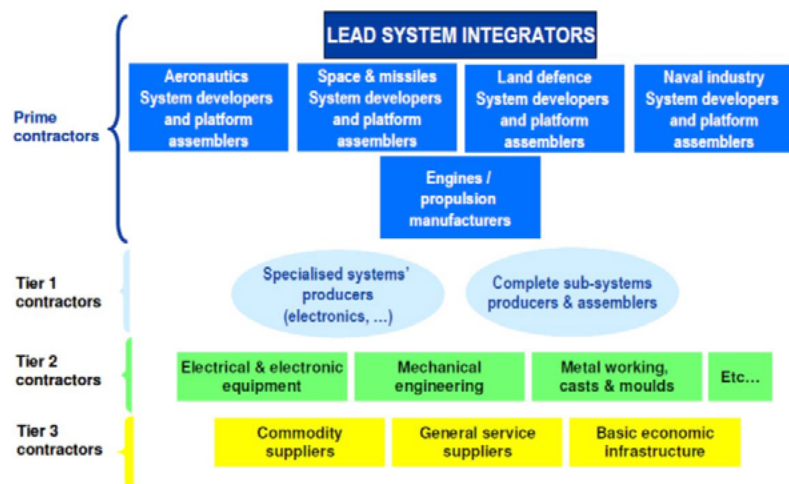 LEAD SYSTEM INTEGRATORS
Prime
contractors
Aeronautics
System developers
and platform
assemblers
Space & missiles
System developers
and platform
assemblers
Land defence
System developers
and platform
assemblers
Naval industry
System developers
and platform
assemblers
Engines /
propulsion
manufacturers
Tier 1
contractors
Specialised systems'
producers
(electronics, ...)
Complete sub-systems
producers & assemblers
Tier 2
contractors
Electrical & electronic
equipment
Mechanical
engineering
Metal working,
casts & moulds
Etc...
Tier 3
contractors
Commodity
suppliers
General service
suppliers
Basic economic
infrastructure